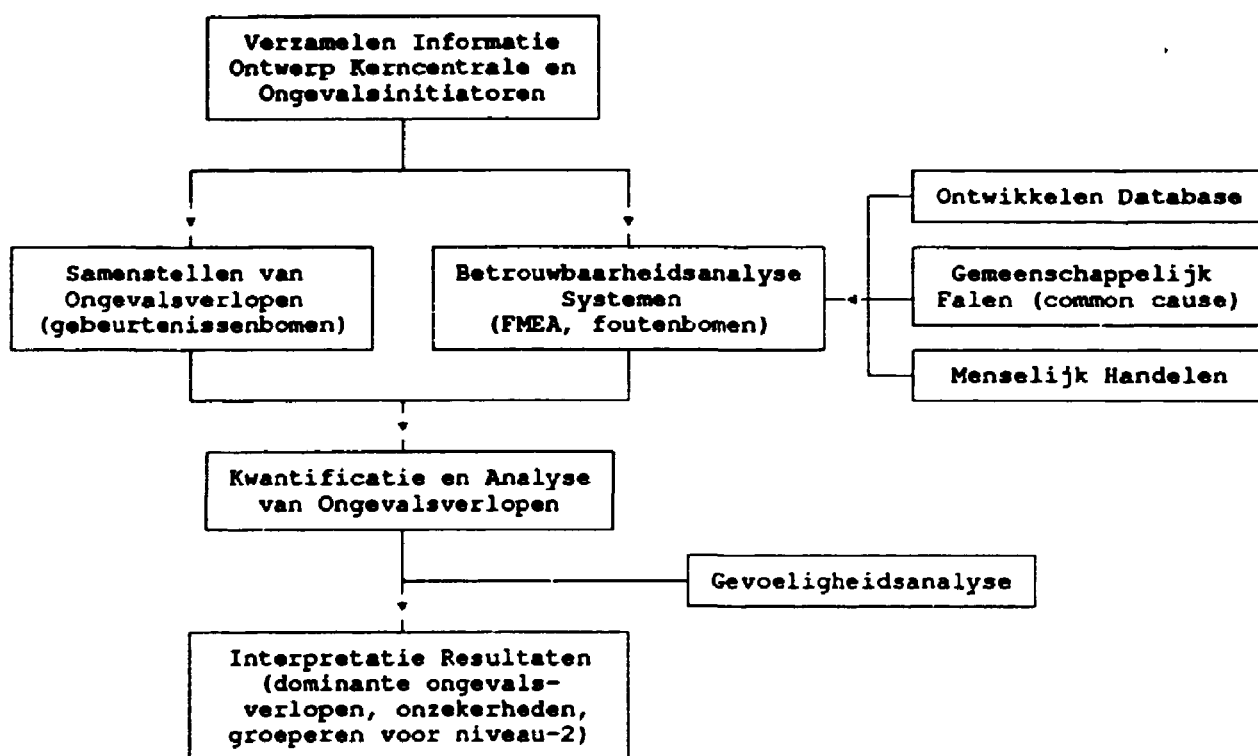 Verzamelen Informatie
Ontwerp Kerncentrale en
Ongevalsinitiatoren
Samenstellen van
Ongevalsverlopen
(gebeurtenissenbomen)
Betrouwbaarheidsanalyse
Systemen
(FMEA, foutenbomen)
Ontwikkelen Database
Gemeenschappelijk
Falen (common cause)
Menselijk Handelen
Kwantificatie en Analyse
van Ongevalsverlopen
Gevoeligheidsanalyse
Interpretatie Resultaten
(dominante ongevals-
verlopen, onzekerheden,
groeperen voor niveau-2)